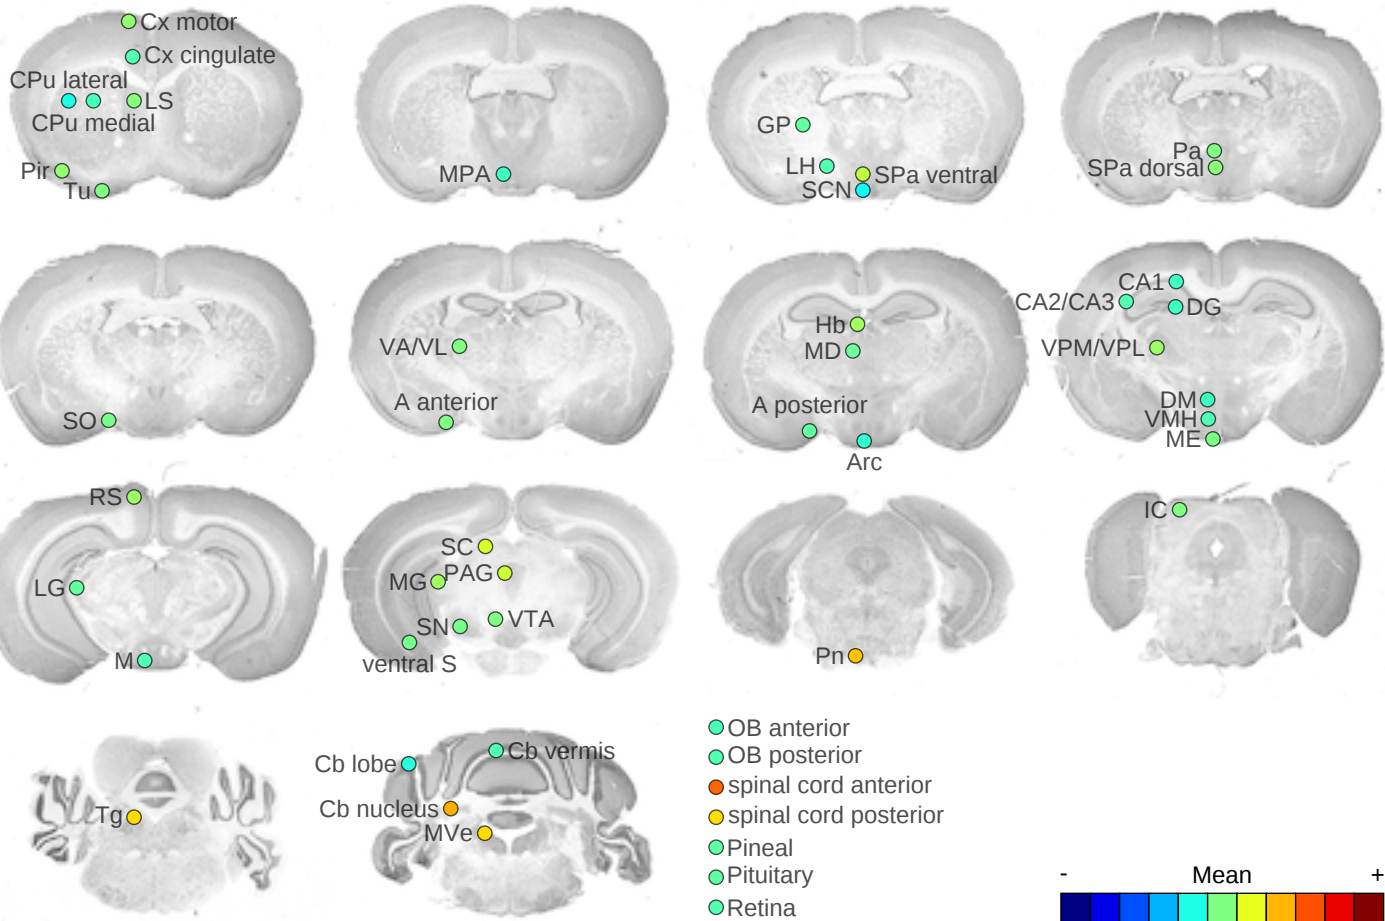 Cx motor
Cx cingulate
CPu lateral
LS
CPu medial
Pir
Tu
MPA
GP
LH
SPa ventral
SCN
Pa
SPa dorsal
SO
VA/VL
A anterior
Hb
MD
A posterior
Arc
CA1
CA2/CA3
DG
VPM/VPL
DM
VMH
ME
RS
LG
M
SC
PAG
MG
VTA
SN
ventral S
Pn
IC
Tg
Cb vermis
Cb lobe
Cb nucleus
MVe
OB anterior
OB posterior
spinal cord anterior
spinal cord posterior
Pineal
Pituitary
Retina
- Mean +